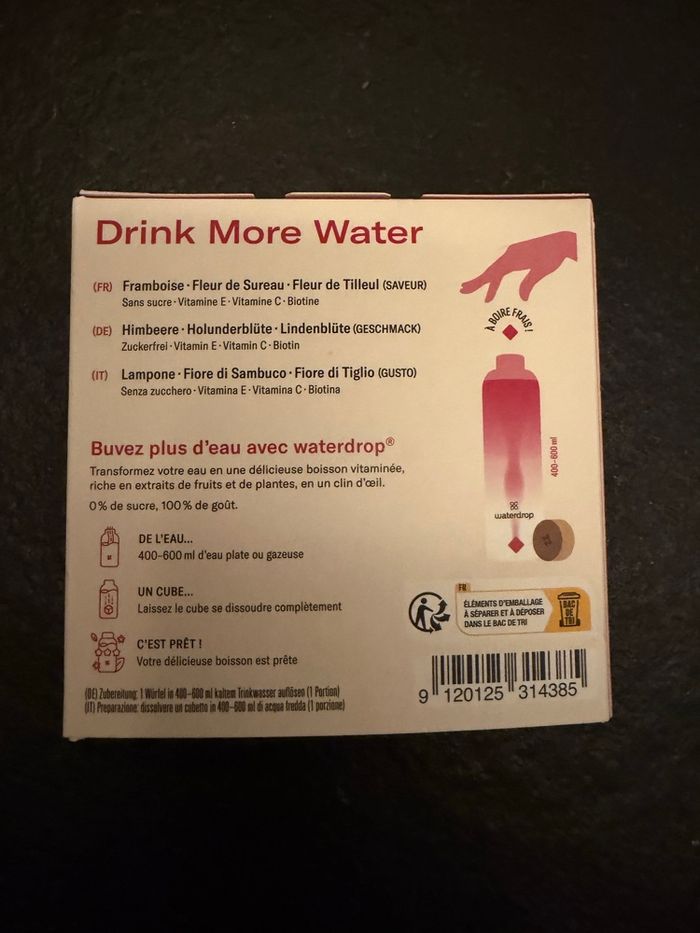 Drink More Water
(FR) Framboise · Fleur de Sureau · Fleur de Tilleul (SAVEUR)
Sans sucre · Vitamine E · Vitamine C · Biotine
(DE) Himbeere · Holunderblüte · Lindenblüte (GESCHMACK)
Zuckerfrei · Vitamin E · Vitamin C · Biotin
(IT) Lampone · Fiore di Sambuco · Fiore di Tiglio (GUSTO)
Senza zucchero · Vitamina E · Vitamina C · Biotina
À BOIRE FRAIS !
400–600 ml
waterdrop
Buvez plus d'eau avec waterdrop®
Transformez votre eau en une délicieuse boisson vitaminée,
riche en extraits de fruits et de plantes, en un clin d'œil.
0 % de sucre, 100 % de goût.
DE L'EAU...
400–600 ml d'eau plate ou gazeuse
UN CUBE...
Laissez le cube se dissoudre complètement
C'EST PRÊT !
Votre délicieuse boisson est prête
FR
ÉLÉMENTS D'EMBALLAGE
À SÉPARER ET À DÉPOSER
DANS LE BAC DE TRI
BAC
DE
TRI
(DE) Zubereitung: 1 Würfel in 400–600 ml kaltem Trinkwasser auflösen (1 Portion)
(IT) Preparazione: dissolvere un cubetto in 400–600 ml di acqua fredda (1 porzione)
9 120125 314385